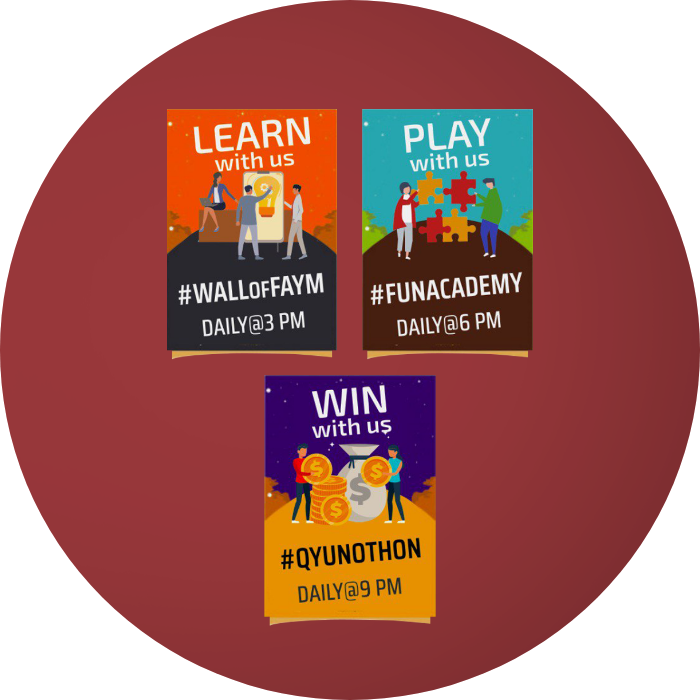 LEARN
with us
#WALLOFFAYM
DAILY@3 PM
PLAY
with us
#FUNACADEMY
DAILY@6 PM
WIN
with us
$
$
$
$
#QYUNOTHON
DAILY@9 PM